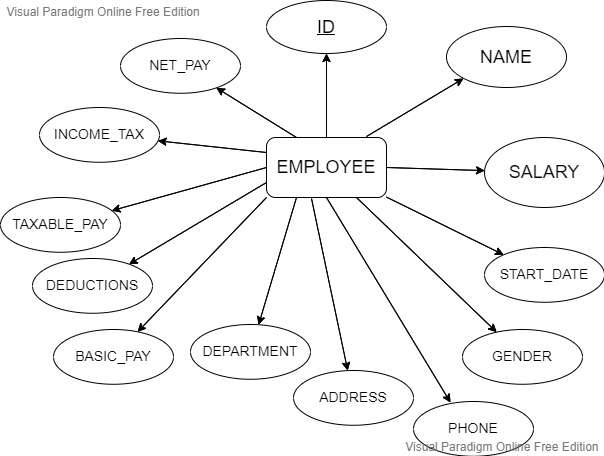 Visual Paradigm Online Free Edition
ID
NAME
NET_PAY
INCOME_TAX
EMPLOYEE
SALARY
TAXABLE_PAY
START_DATE
DEDUCTIONS
BASIC_PAY
DEPARTMENT
GENDER
ADDRESS
PHONE
Visual Paradigm Online Free Edition